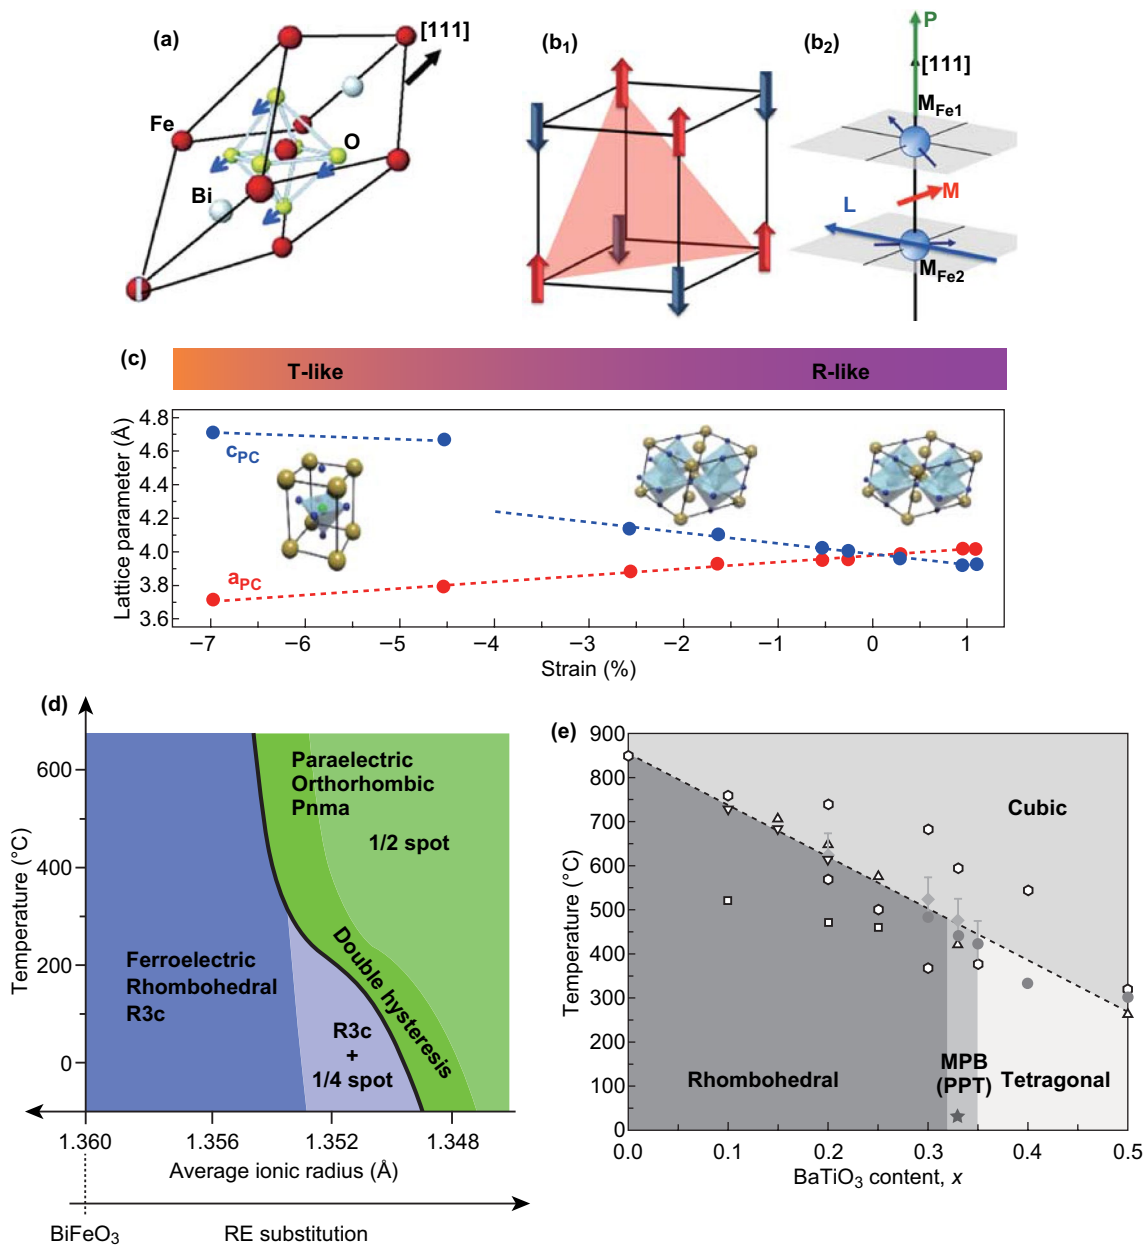 (a)
[111]
Fe
O
Bi
(b₁)
(b₂)
P
[111]
M_Fe1
M
L
M_Fe2
(c)
T-like
R-like
Lattice parameter (Å)
4.8
4.6
4.4
4.2
4.0
3.8
3.6
c_PC
a_PC
−7
−6
−5
−4
−3
−2
−1
0
1
Strain (%)
(d)
Temperature (°C)
600
400
200
0
Paraelectric
Orthorhombic
Pnma
1/2 spot
Double hysteresis
Ferroelectric
Rhombohedral
R3c
R3c
+
1/4 spot
1.360
1.356
1.352
1.348
Average ionic radius (Å)
BiFeO₃
RE substitution
(e)
Temperature (°C)
900
800
700
600
500
400
300
200
100
0
Cubic
Rhombohedral
MPB
(PPT)
Tetragonal
0.0
0.1
0.2
0.3
0.4
0.5
BaTiO₃ content, x